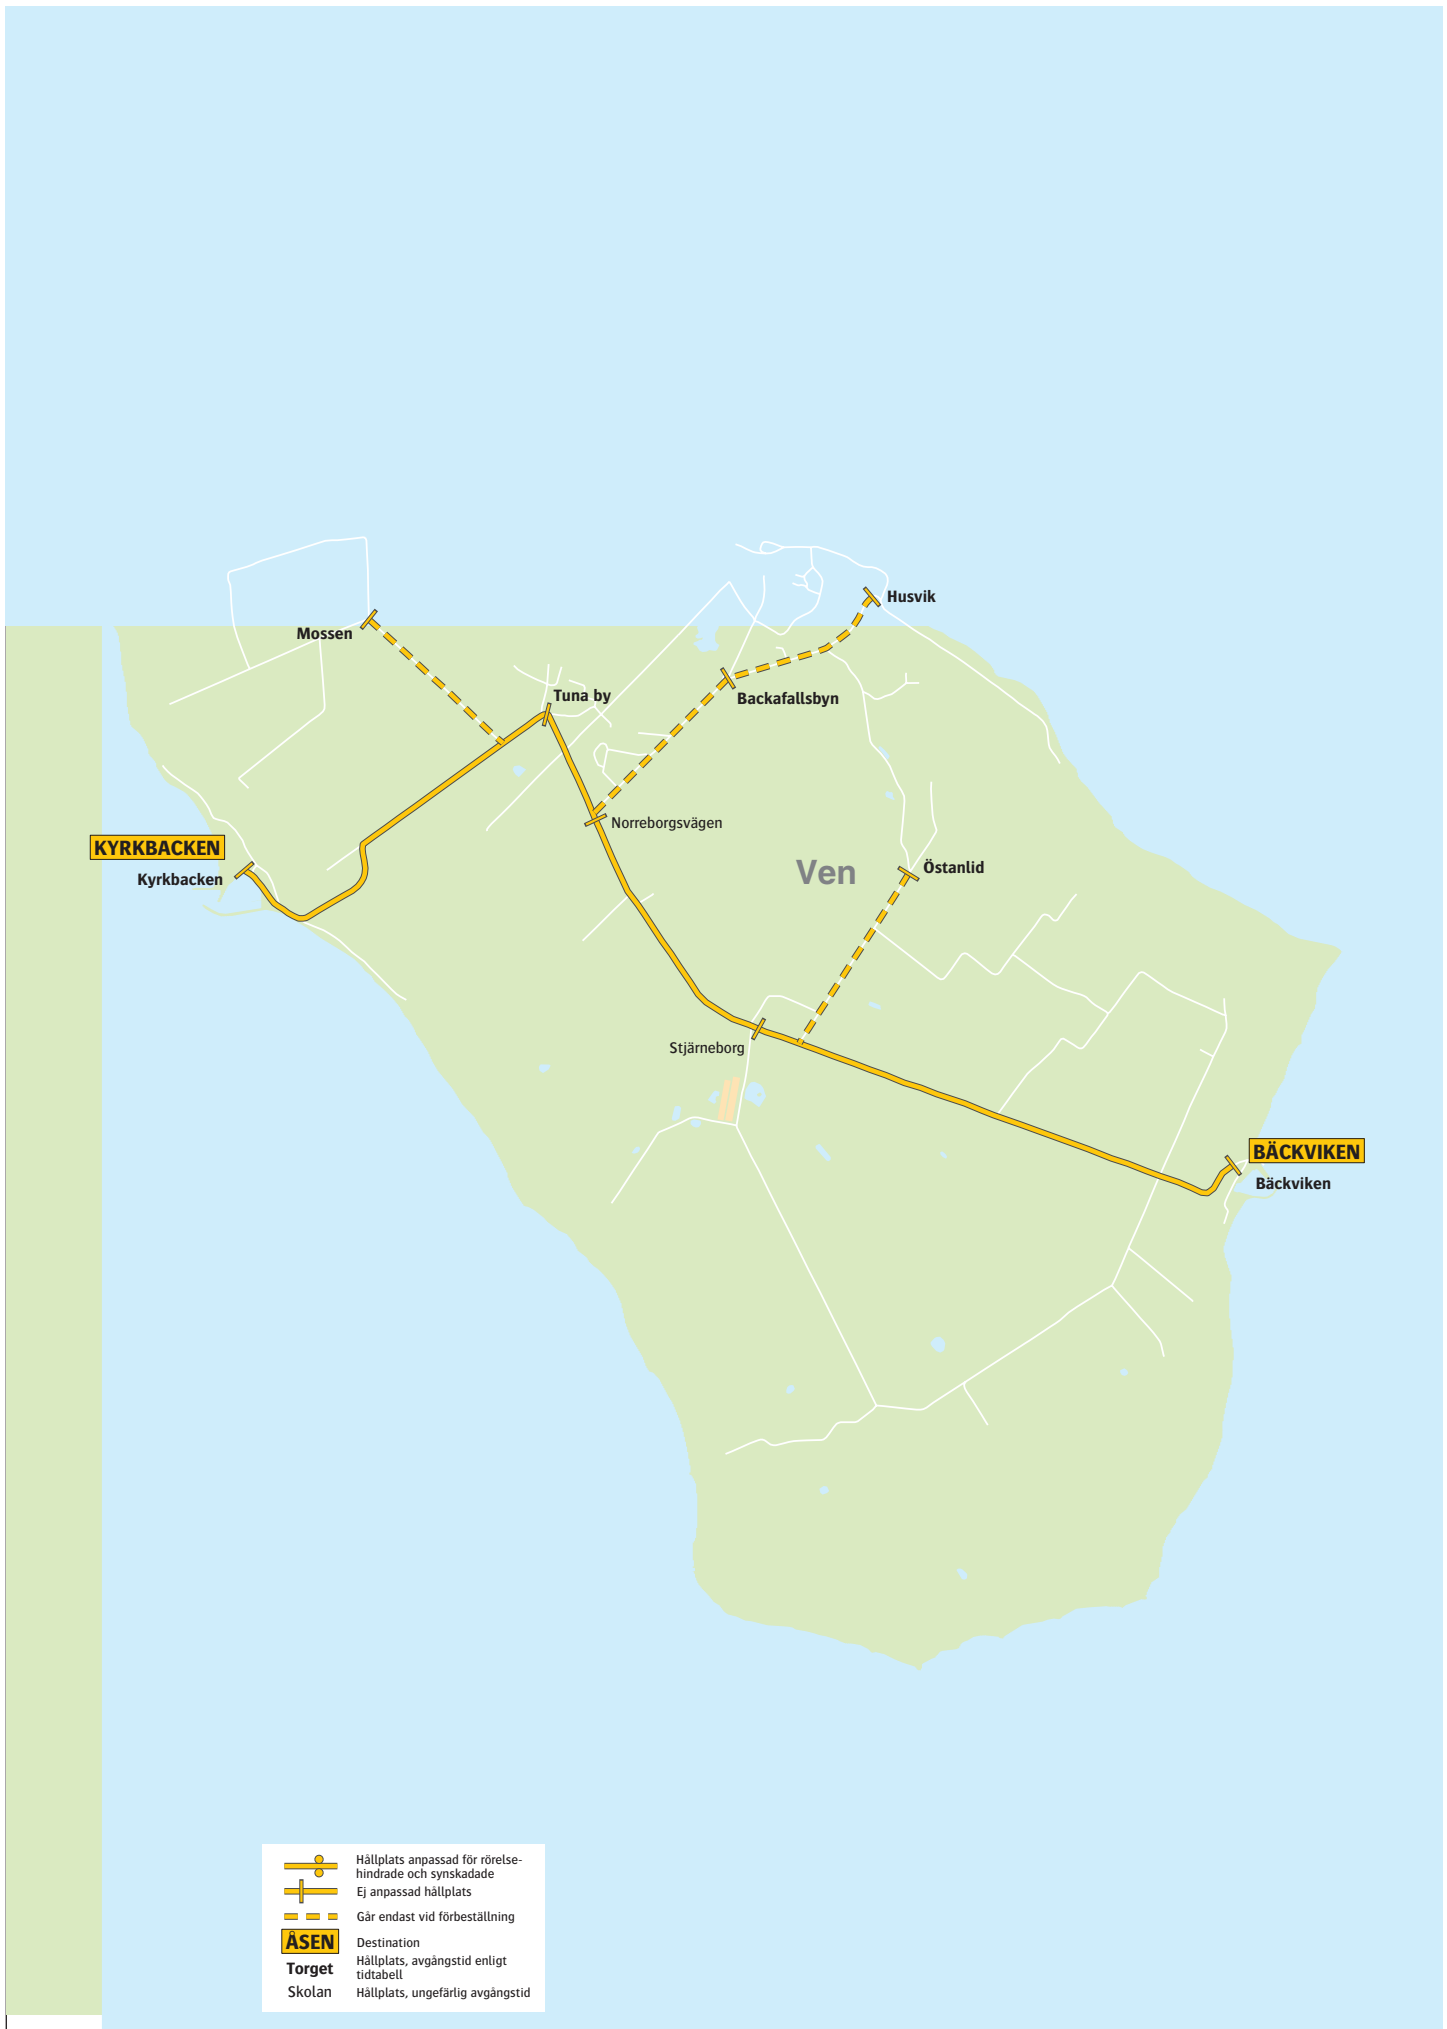 Husvik
Mossen
Tuna by
Backafallsbyn
Norreborgsvägen
KYRKBACKEN
Kyrkbacken
Ven
Östanlid
Stjärneborg
BÄCKVIKEN
Bäckviken
Hållplats anpassad för rörelse-
hindrade och synskadade
Ej anpassad hållplats
Går endast vid förbeställning
ÅSEN Destination
Torget Hållplats, avgångstid enligt
tidtabell
Skolan Hållplats, ungefärlig avgångstid